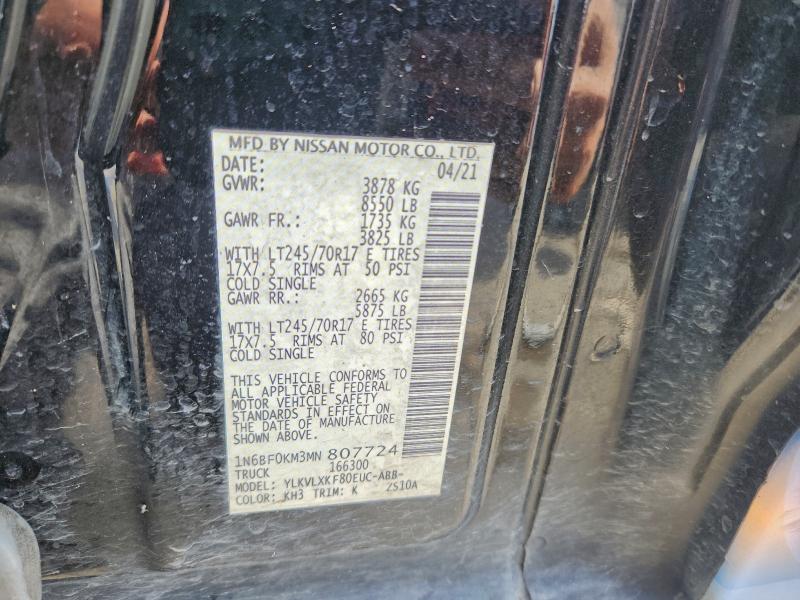 MFD BY NISSAN MOTOR CO., LTD.
DATE: 04/21
GVWR: 3878 KG
8550 LB
GAWR FR.: 1735 KG
3825 LB
WITH LT245/70R17 E TIRES
17X7.5 RIMS AT 50 PSI
COLD SINGLE
GAWR RR.: 2665 KG
5875 LB
WITH LT245/70R17 E TIRES
17X7.5 RIMS AT 80 PSI
COLD SINGLE
THIS VEHICLE CONFORMS TO
ALL APPLICABLE FEDERAL
MOTOR VEHICLE SAFETY
STANDARDS IN EFFECT ON
THE DATE OF MANUFACTURE
SHOWN ABOVE.
1N6BF0KM3MN 807724
TRUCK 166300
MODEL: YLKVLXKF80EUC-ABB-
COLOR: KH3 TRIM: K ZS10A